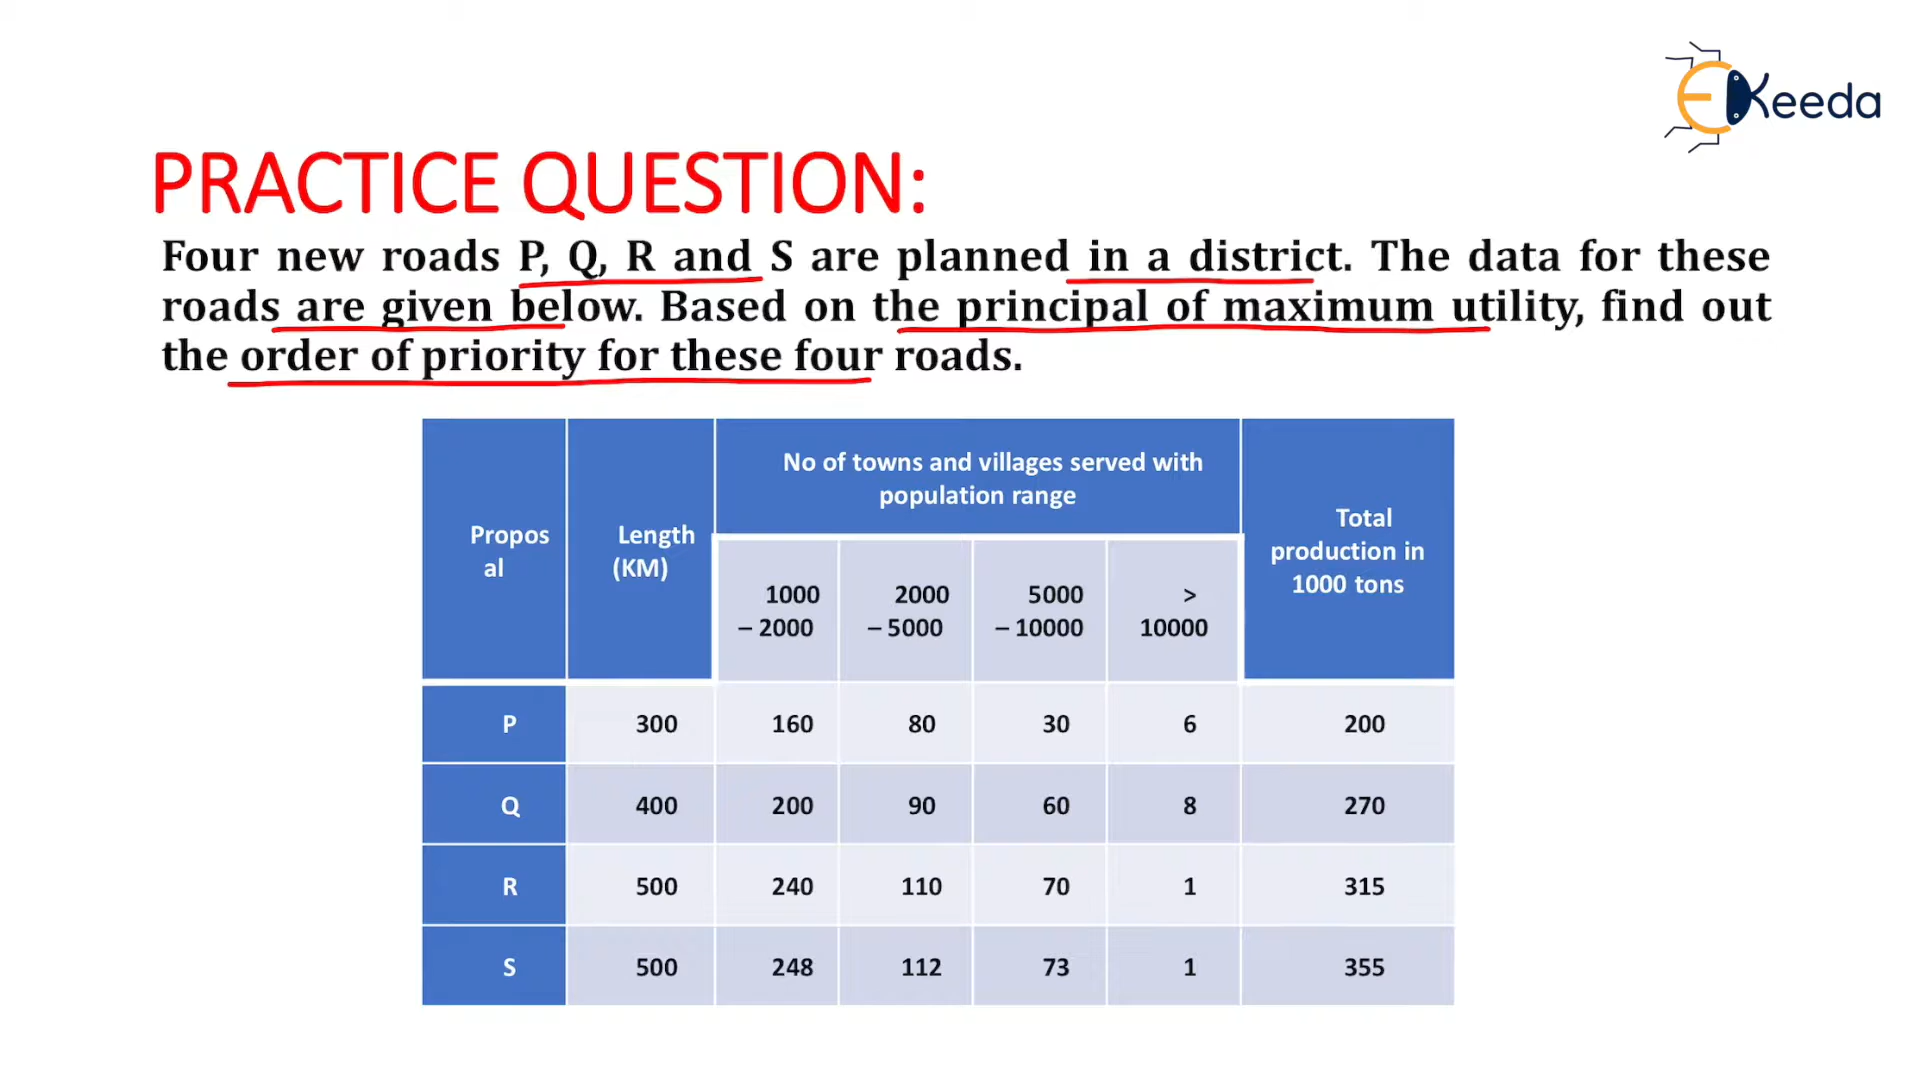 EKeeda
PRACTICE QUESTION:
Four new roads P, Q, R and S are planned in a district. The data for these
roads are given below. Based on the principal of maximum utility, find out
the order of priority for these four roads.
Propos
al
Length
(KM)
No of towns and villages served with
population range
Total
production in
1000 tons
1000
– 2000
2000
– 5000
5000
– 10000
>
10000
P 300 160 80 30 6 200
Q 400 200 90 60 8 270
R 500 240 110 70 1 315
S 500 248 112 73 1 355